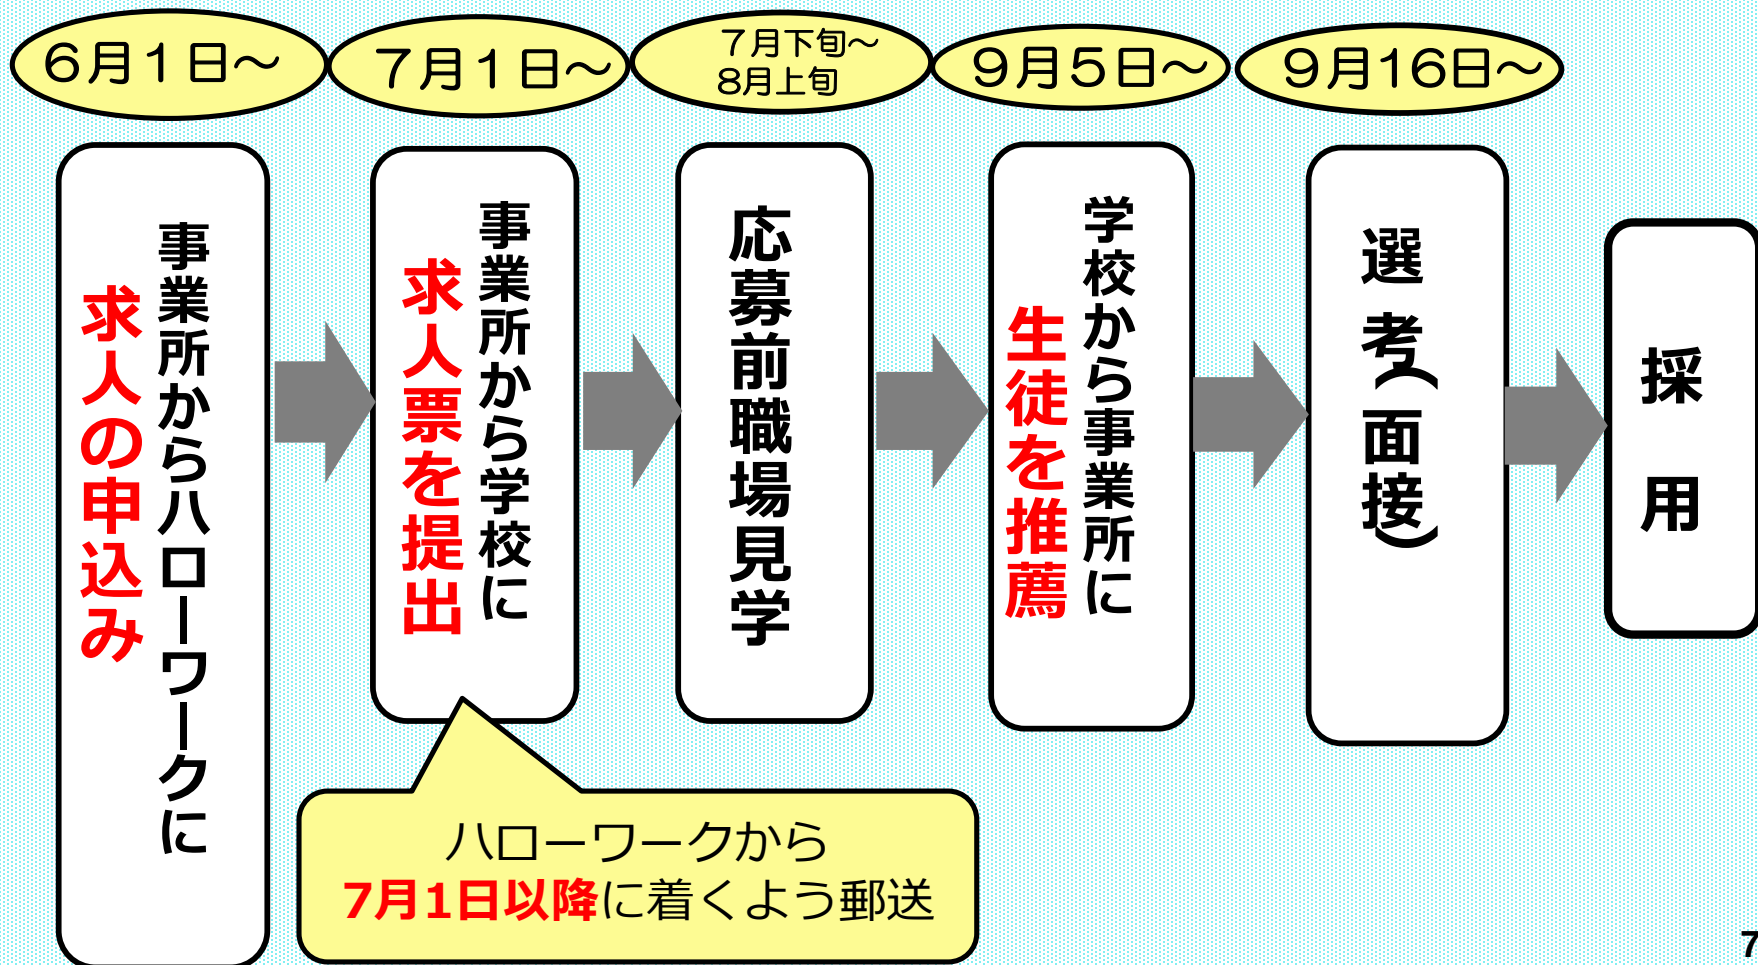 6月1日～
7月1日～
7月下旬～
8月上旬
9月5日～
9月16日～
事業所からハローワークに
求人の申込み
事業所から学校に
求人票を提出
応募前職場見学
学校から事業所に
生徒を推薦
選考（面接）
採用
ハローワークから
7月1日以降に着くよう郵送
7